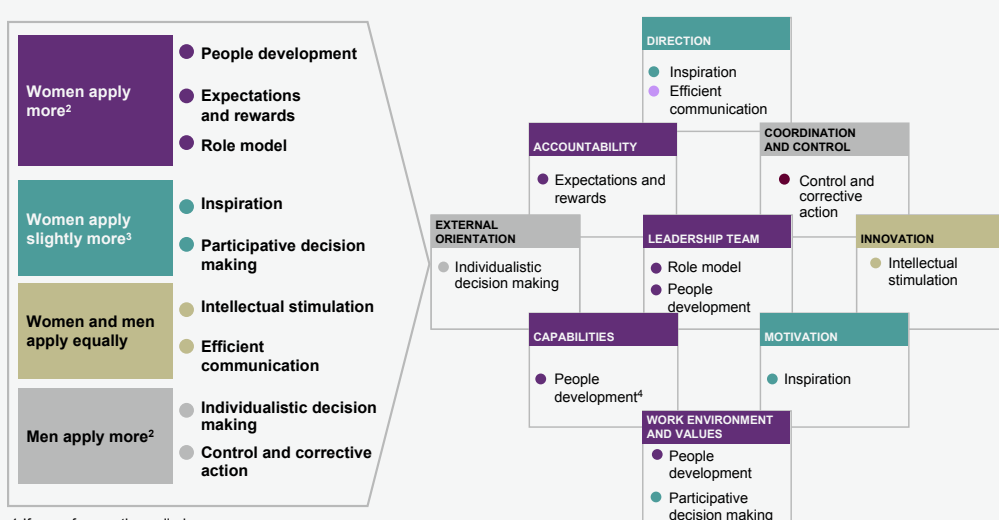 Women apply
more²
People development
Expectations
and rewards
Role model
Women apply
slightly more³
Inspiration
Participative decision
making
Women and men
apply equally
Intellectual stimulation
Efficient
communication
Men apply more²
Individualistic decision
making
Control and corrective
action
DIRECTION
Inspiration
Efficient
communication
ACCOUNTABILITY
Expectations and
rewards
COORDINATION
AND CONTROL
Control and
corrective
action
EXTERNAL
ORIENTATION
Individualistic
decision making
LEADERSHIP TEAM
Role model
People
development
INNOVATION
Intellectual
stimulation
CAPABILITIES
People
development⁴
MOTIVATION
Inspiration
WORK ENVIRONMENT
AND VALUES
People
development
Participative
decision making